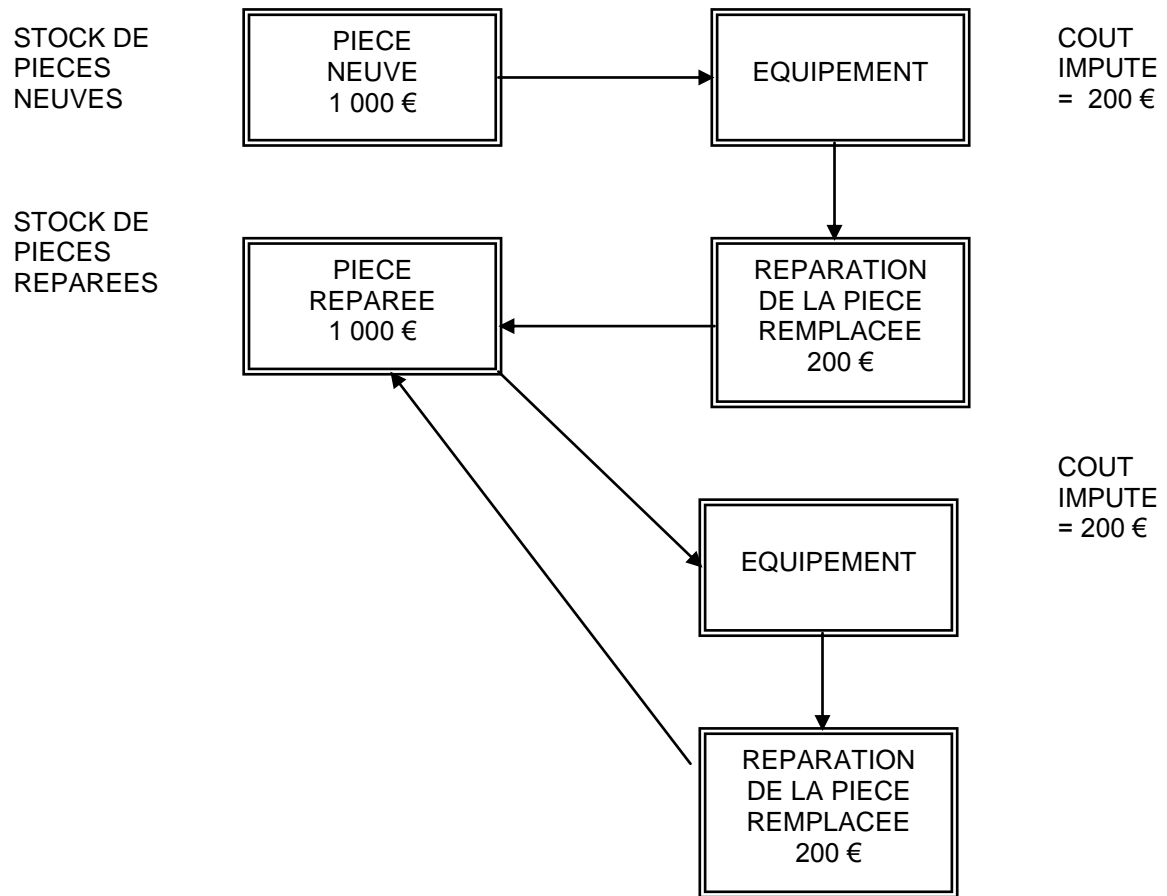 STOCK DE
PIECES
NEUVES
PIECE
NEUVE
1 000 €
EQUIPEMENT
COUT
IMPUTE
= 200 €
STOCK DE
PIECES
REPAREES
PIECE
REPAREE
1 000 €
REPARATION
DE LA PIECE
REMPLACEE
200 €
COUT
IMPUTE
= 200 €
EQUIPEMENT
REPARATION
DE LA PIECE
REMPLACEE
200 €